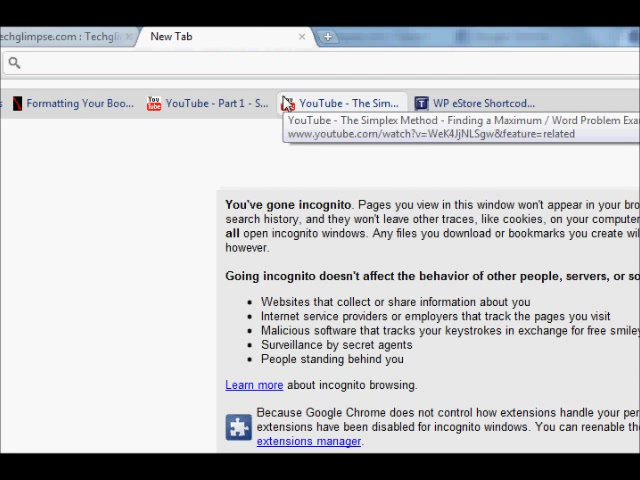 echglimpse.com : Techgli
New Tab
Formatting Your Boo...
You Tube
YouTube - Part 1 - S...
YouTube - The Sim...
T
WP eStore Shortcod...
YouTube - The Simplex Method - Finding a Maximum / Word Problem Exa
www.youtube.com/watch?v=WeK4JjNLSgw&feature=related
You've gone incognito. Pages you view in this window won't appear in your bro
search history, and they won't leave other traces, like cookies, on your computer
all open incognito windows. Any files you download or bookmarks you create wil
however.
Going incognito doesn't affect the behavior of other people, servers, or so
• Websites that collect or share information about you
• Internet service providers or employers that track the pages you visit
• Malicious software that tracks your keystrokes in exchange for free smiley
• Surveillance by secret agents
• People standing behind you
Learn more about incognito browsing.
Because Google Chrome does not control how extensions handle your per
extensions have been disabled for incognito windows. You can reenable the
extensions manager.